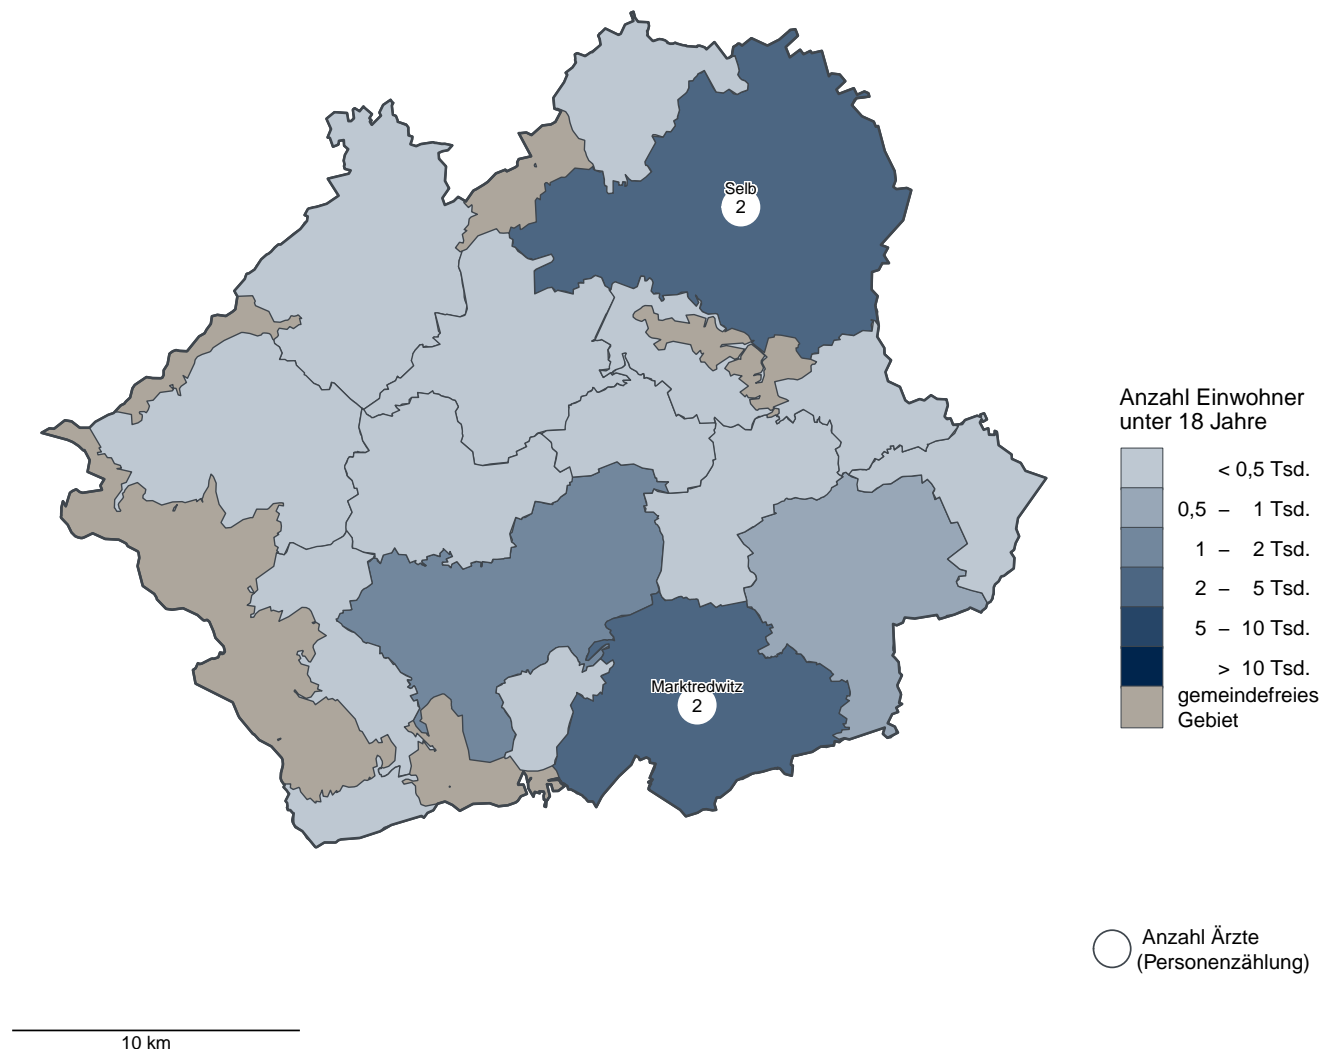 Selb
2
Marktredwitz
2
Anzahl Einwohner
unter 18 Jahre
< 0,5 Tsd.
0,5 – 1 Tsd.
1 – 2 Tsd.
2 – 5 Tsd.
5 – 10 Tsd.
> 10 Tsd.
gemeindefreies
Gebiet
Anzahl Ärzte
(Personenzählung)
10 km